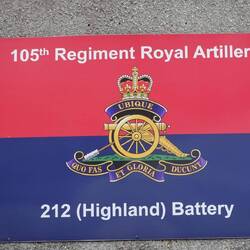 105th Regiment Royal Artiller
UBIQUE
QUO FAS ET GLORIA DUCUNT
212 (Highland) Battery